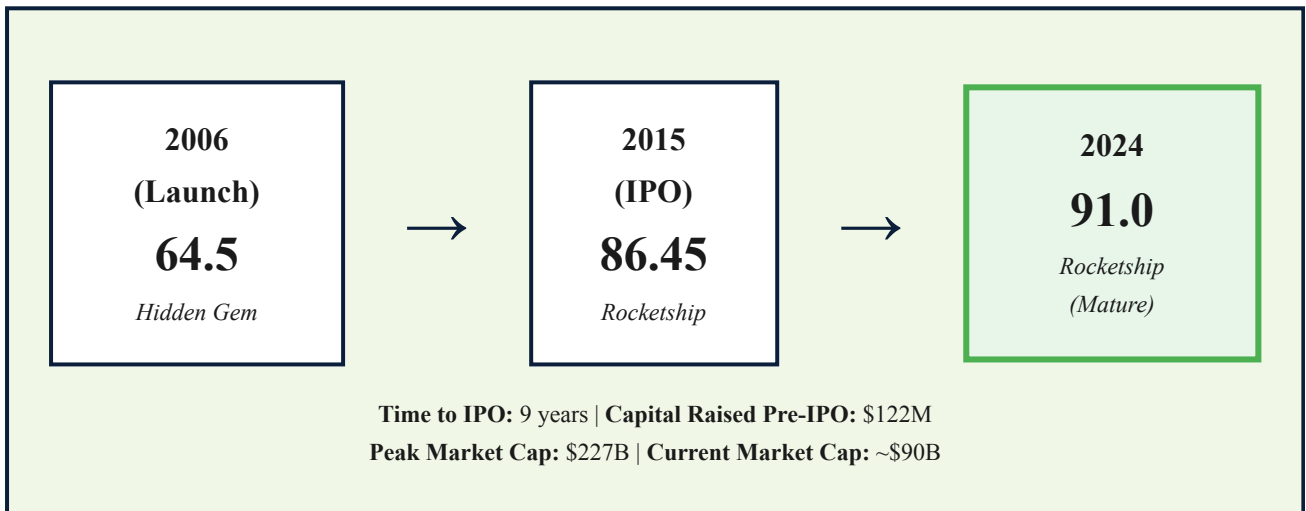 2006
(Launch)
64.5
Hidden Gem
→
2015
(IPO)
86.45
Rocketship
→
2024
91.0
Rocketship
(Mature)
Time to IPO: 9 years | Capital Raised Pre-IPO: $122M
Peak Market Cap: $227B | Current Market Cap: ~$90B